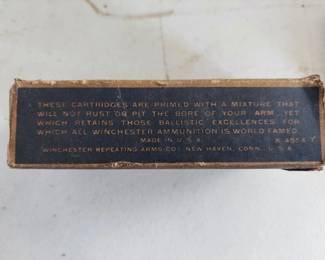 THESE CARTRIDGES ARE PRIMED WITH A MIXTURE THAT
WILL NOT RUST OR PIT THE BORE OF YOUR ARM, YET
WHICH RETAINS THOSE BALLISTIC EXCELLENCES FOR
WHICH ALL WINCHESTER AMMUNITION IS WORLD FAMED.
MADE IN U.S.A.
WINCHESTER REPEATING ARMS CO., NEW HAVEN, CONN., U.S.A.